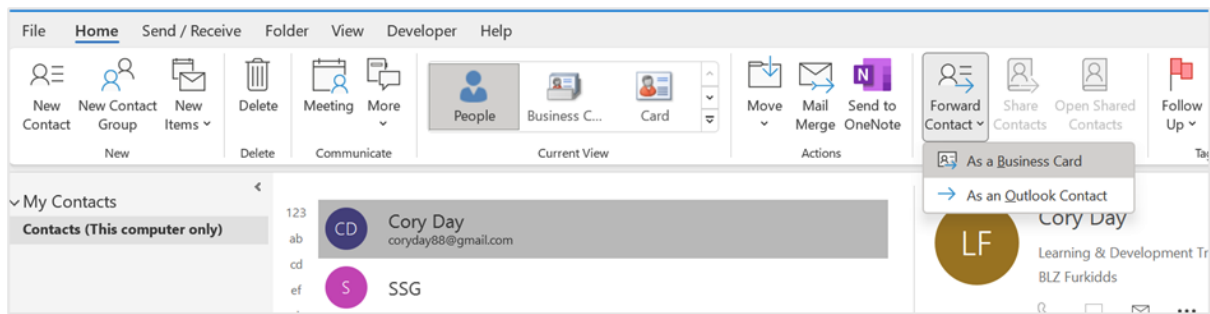 File Home Send / Receive Folder View Developer Help
New Contact
New Contact Group
New Items
Delete
Meeting
More
People
Business C...
Card
Move
Mail Merge
Send to OneNote
N
Forward Contact
Share Contacts
Open Shared Contacts
Follow Up
New
Delete
Communicate
Current View
Actions
As a Business Card
As an Outlook Contact
My Contacts
Contacts (This computer only)
123
ab
cd
ef
CD
Cory Day
coryday88@gmail.com
S
SSG
LF
Cory Day
Learning & Development
BLZ Furkidds